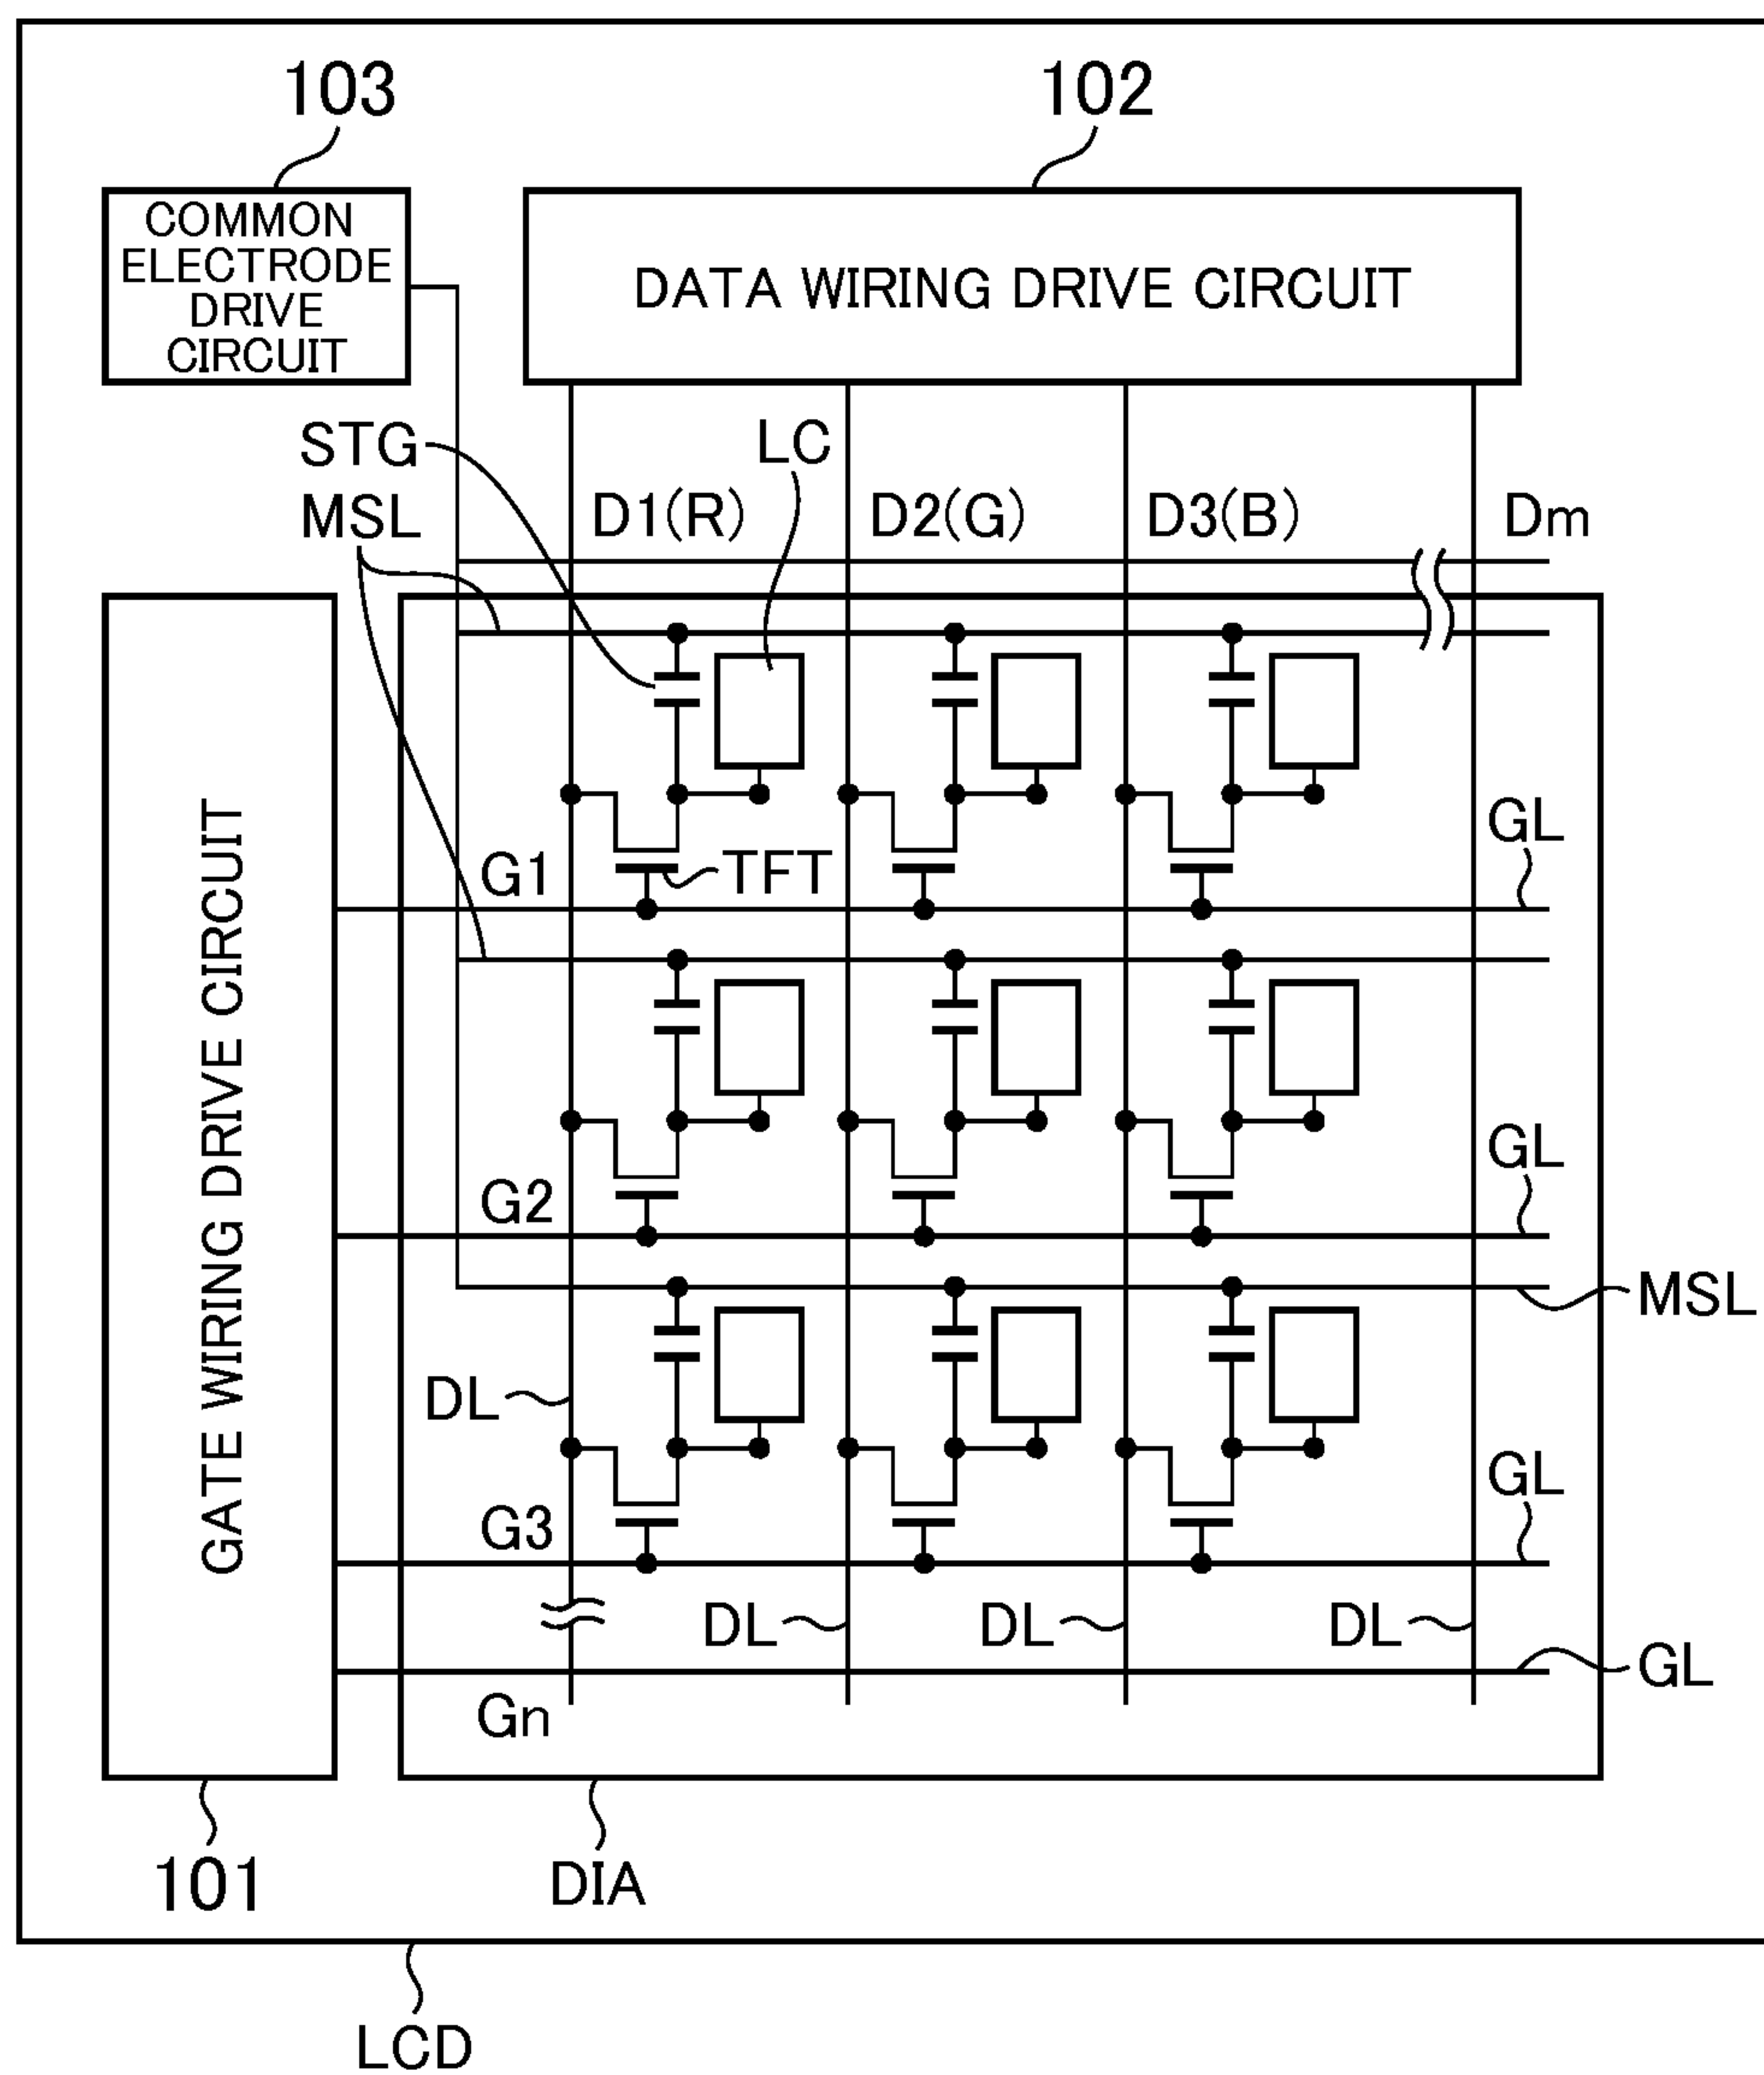 103
102
COMMON
ELECTRODE
DRIVE
CIRCUIT
DATA WIRING DRIVE CIRCUIT
STG
LC
MSL
D1(R)
D2(G)
D3(B)
Dm
GATE WIRING DRIVE CIRCUIT
GL
G1
TFT
GL
G2
MSL
DL
GL
G3
DL
DL
DL
GL
Gn
101
DIA
LCD